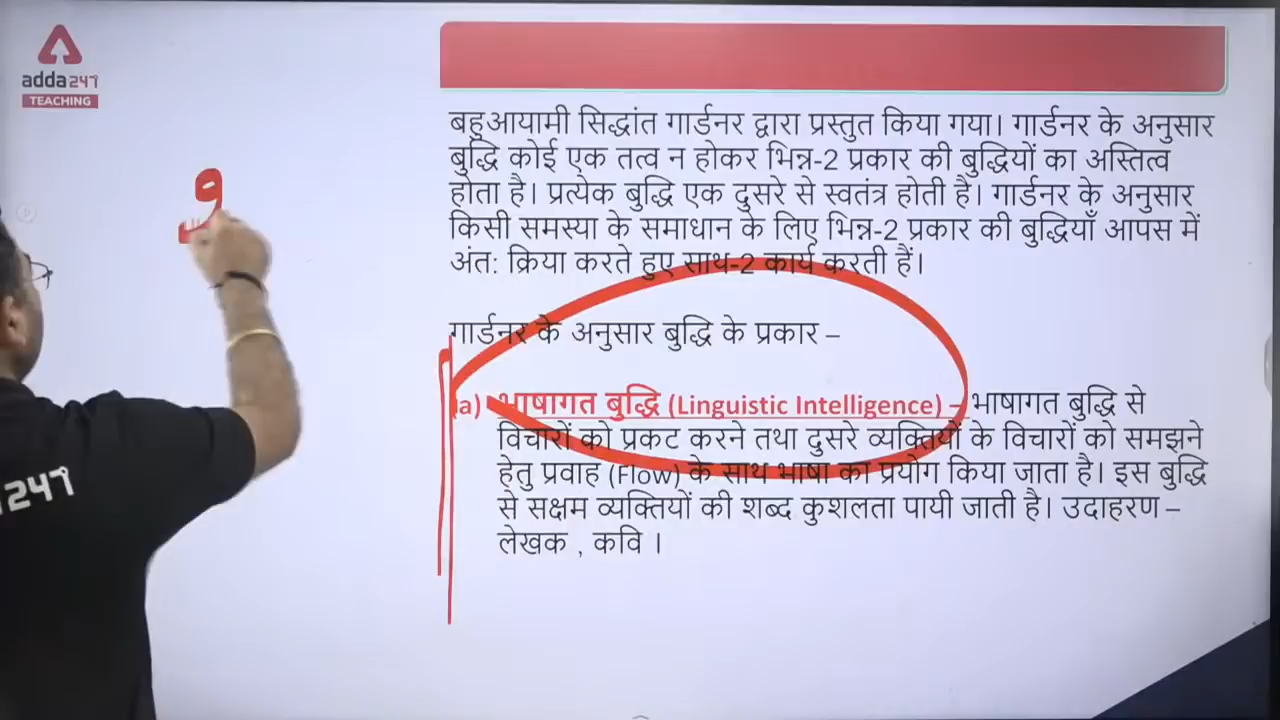 adda247
TEACHING
बहुआयामी सिद्धांत गार्डनर द्वारा प्रस्तुत किया गया। गार्डनर के अनुसार
बुद्धि कोई एक तत्व न होकर भिन्न-2 प्रकार की बुद्धियों का अस्तित्व
होता है। प्रत्येक बुद्धि एक दुसरे से स्वतंत्र होती है। गार्डनर के अनुसार
किसी समस्या के समाधान के लिए भिन्न-2 प्रकार की बुद्धियाँ आपस में
अंत: क्रिया करते हुए साथ-2 कार्य करती हैं।
गार्डनर के अनुसार बुद्धि के प्रकार –
(a) भाषागत बुद्धि (Linguistic Intelligence) – भाषागत बुद्धि से
विचारों को प्रकट करने तथा दुसरे व्यक्तियों के विचारों को समझने
हेतु प्रवाह (Flow) के साथ भाषा का प्रयोग किया जाता है। इस बुद्धि
से सक्षम व्यक्तियों की शब्द कुशलता पायी जाती है। उदाहरण –
लेखक , कवि ।
9
247